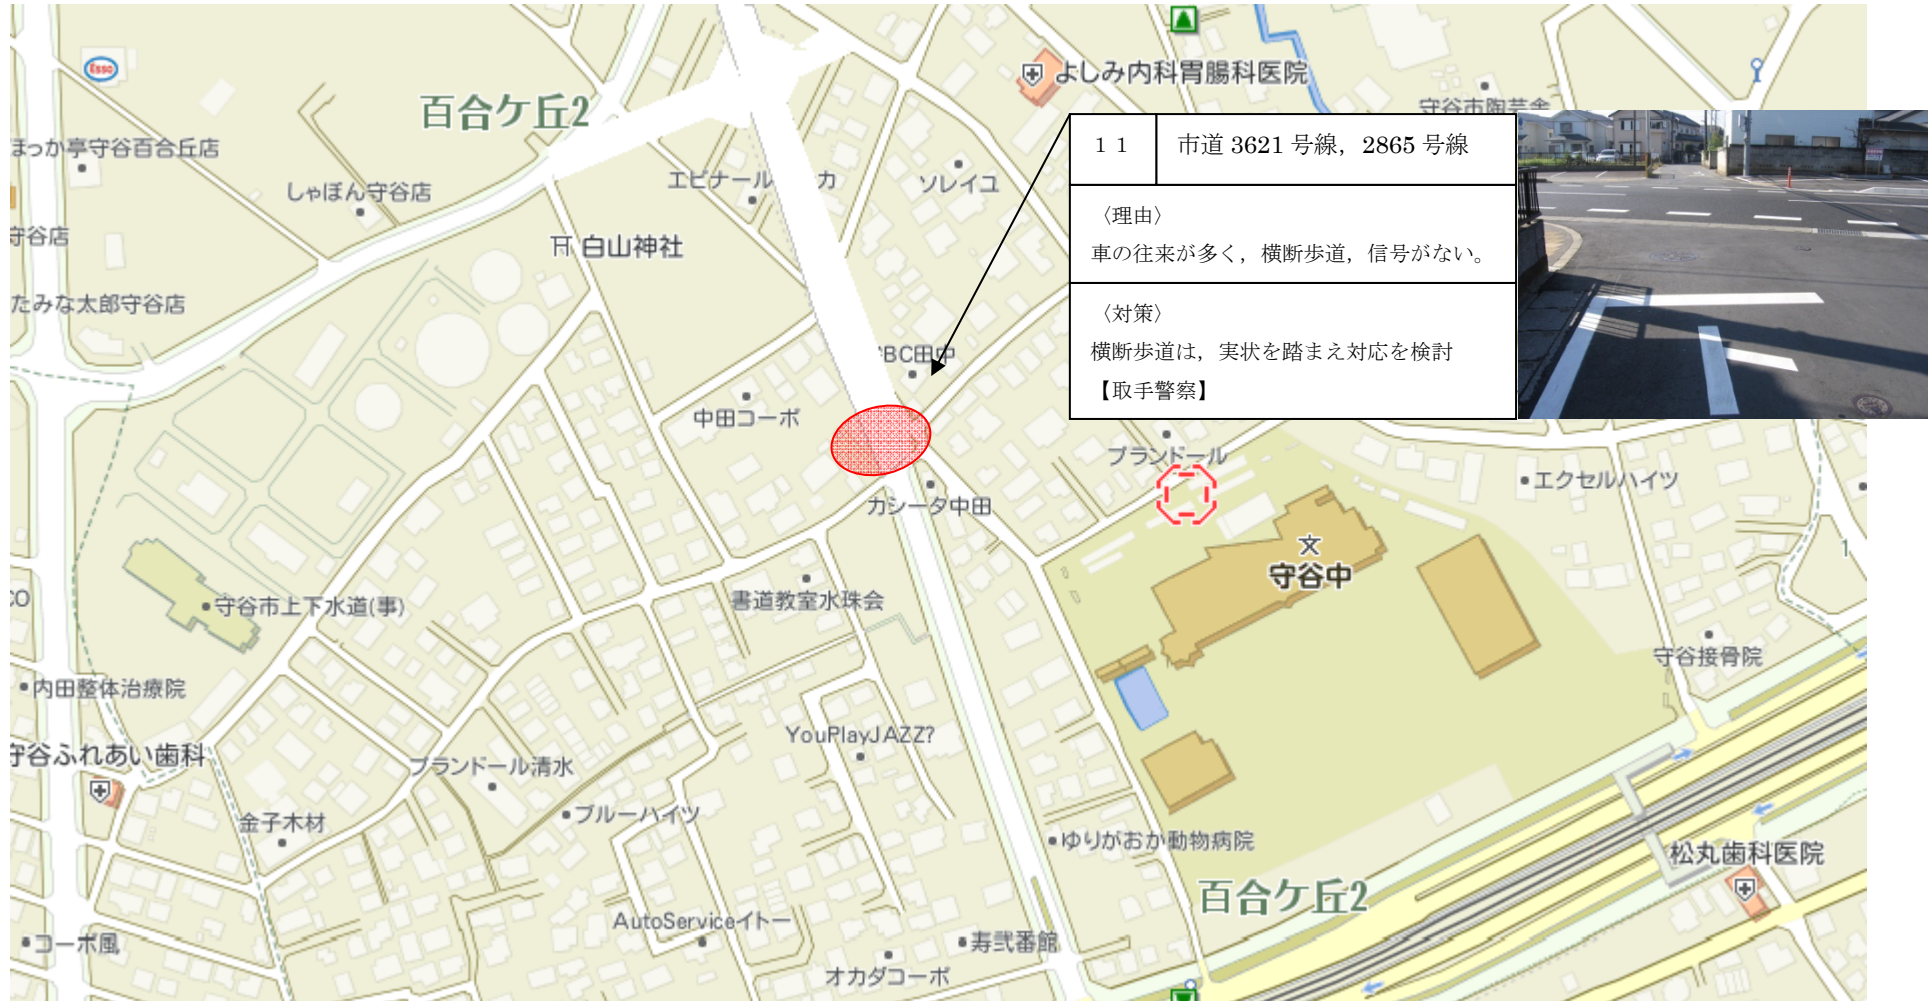 Esso
百合ケ丘2
よしみ内科胃腸科医院
守谷市陶芸舎
ほっか亭守谷百合丘店
しゃぼん守谷店
エビナール
カ
ソレイユ
守谷店
白山神社
たみな太郎守谷店
11
市道 3621 号線，2865 号線
〈理由〉
車の往来が多く，横断歩道，信号がない。
〈対策〉
横断歩道は，実状を踏まえ対応を検討
【取手警察】
BC田中
中田コーポ
カシータ中田
ブランドール
エクセルハイツ
文
守谷中
1
守谷市上下水道(事)
書道教室水珠会
内田整体治療院
守谷接骨院
YouPlayJAZZ?
守谷ふれあい歯科
ブランドール清水
ブルーハイツ
金子木材
ゆりがおか動物病院
松丸歯科医院
百合ケ丘2
AutoServiceイトー
寿弐番館
コーポ風
オカダコーポ